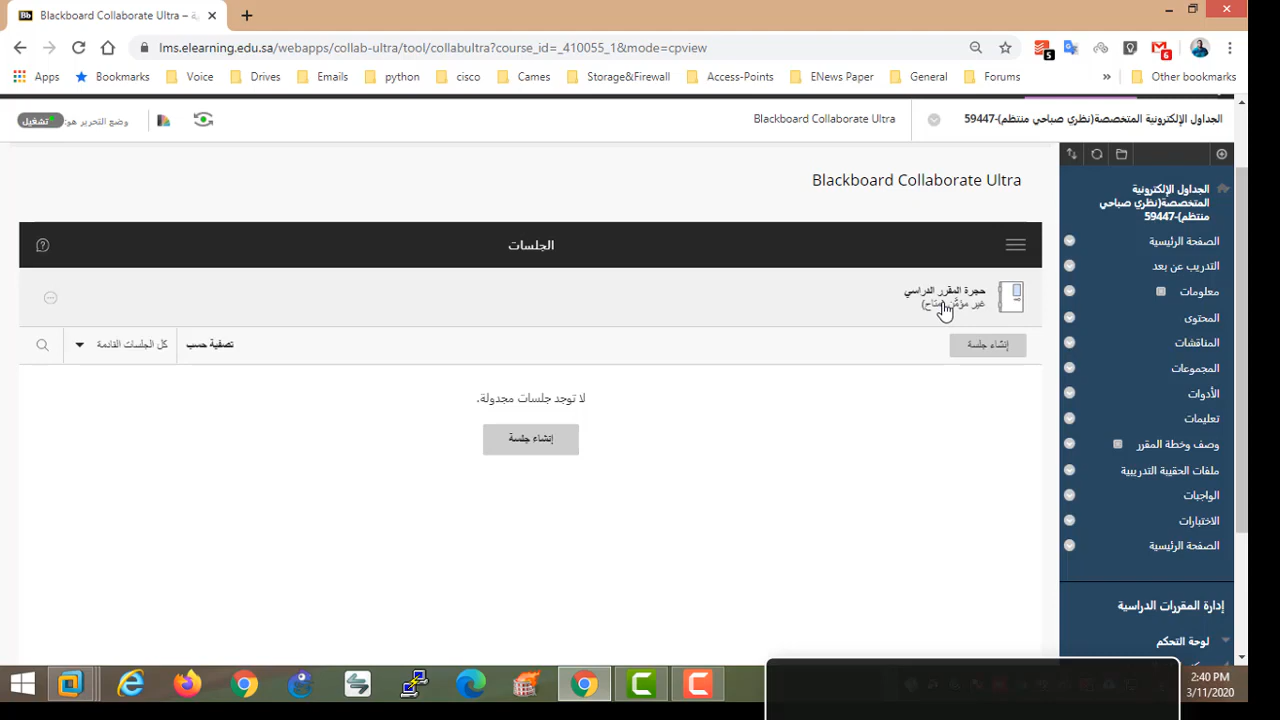 Blackboard Collaborate Ultra –
lms.elearning.edu.sa/webapps/collab-ultra/tool/collabultra?course_id=_410055_1&mode=cpview
5
6
Apps
Bookmarks
Voice
Drives
Emails
python
cisco
Cames
Storage&Firewall
Access-Points
ENews Paper
General
Forums
»
Other bookmarks
الجداول الإلكترونية المتخصصة(نظري صباحي منتظم)-59447
Blackboard Collaborate Ultra
وضع التحرير هو:
تشغيل
Blackboard Collaborate Ultra
الجلسات
حجرة المقرر الدراسي
غير مؤمَّن
إنشاء جلسة
تصفية حسب
كل الجلسات القادمة
لا توجد جلسات مجدولة.
إنشاء جلسة
الجداول الإلكترونية
المتخصصة(نظري صباحي
منتظم)-59447
الصفحة الرئيسية
التدريب عن بعد
معلومات
المحتوى
المناقشات
المجموعات
الأدوات
تعليمات
وصف وخطة المقرر
ملفات الحقيبة التدريبية
الواجبات
الاختبارات
الصفحة الرئيسية
إدارة المقررات الدراسية
لوحة التحكم
2:40 PM
3/11/2020